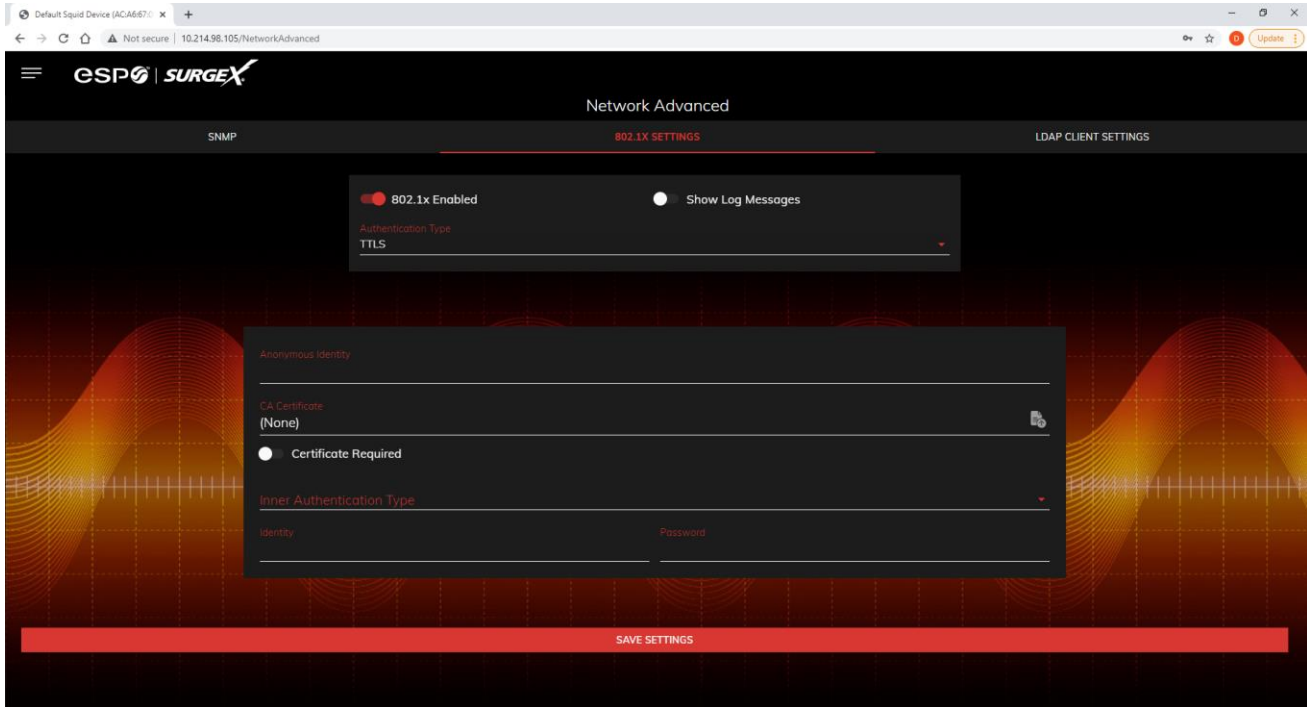 Default Squid Device (AC:A6:67:
Not secure | 10.214.98.105/NetworkAdvanced
D
Update
ESP | SURGEX
Network Advanced
SNMP
802.1X SETTINGS
LDAP CLIENT SETTINGS
802.1x Enabled
Show Log Messages
Authentication Type
TTLS
Anonymous Identity
CA Certificate
(None)
Certificate Required
Inner Authentication Type
Identity
Password
SAVE SETTINGS